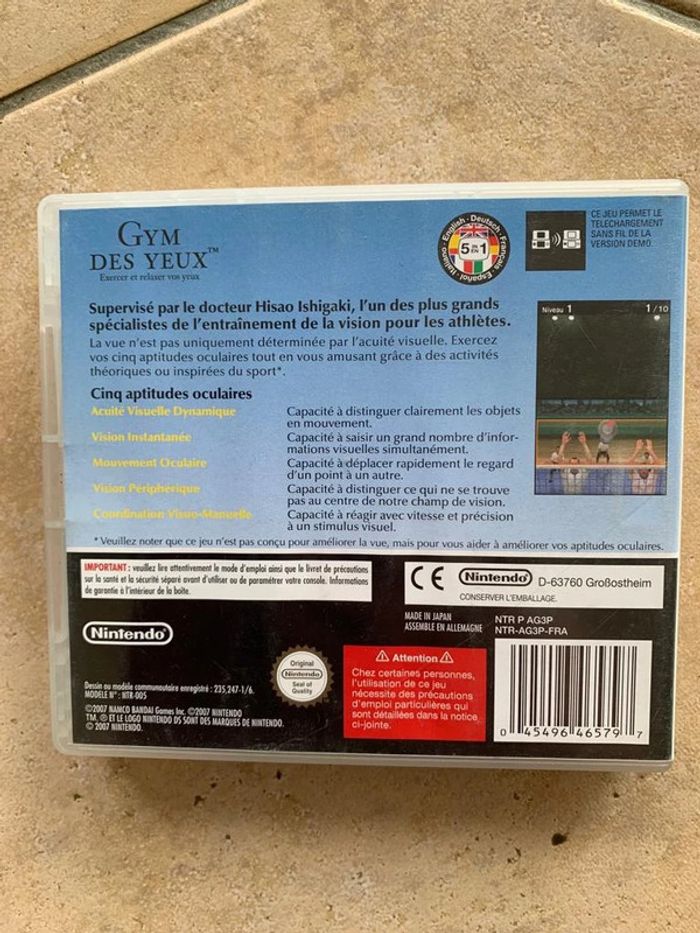 GYM
DES YEUX™
Exercer et relaxer vos yeux
English · Deutsch · Français · Español · Italiano
5 IN EN 1
CE JEU PERMET LE
TELECHARGEMENT
SANS FIL DE LA
VERSION DEMO.
Supervisé par le docteur Hisao Ishigaki, l'un des plus grands
spécialistes de l'entraînement de la vision pour les athlètes.
La vue n'est pas uniquement déterminée par l'acuité visuelle. Exercez
vos cinq aptitudes oculaires tout en vous amusant grâce à des activités
théoriques ou inspirées du sport*.
Niveau 1 1/10
Cinq aptitudes oculaires
Acuité Visuelle Dynamique Capacité à distinguer clairement les objets
en mouvement.
Vision Instantanée Capacité à saisir un grand nombre d'infor-
mations visuelles simultanément.
Mouvement Oculaire Capacité à déplacer rapidement le regard
d'un point à un autre.
Vision Périphérique Capacité à distinguer ce qui ne se trouve
pas au centre de notre champ de vision.
Coordination Visuo-Manuelle Capacité à réagir avec vitesse et précision
à un stimulus visuel.
*Veuillez noter que ce jeu n'est pas conçu pour améliorer la vue, mais pour vous aider à améliorer vos aptitudes oculaires.
IMPORTANT : veuillez lire attentivement le mode d'emploi ainsi que le livret de précautions
sur la santé et la sécurité séparé avant d'utiliser ou de paramétrer votre console. Informations
de garantie à l'intérieur de la boîte.
CE Nintendo® D-63760 Großostheim
CONSERVER L'EMBALLAGE.
Nintendo®
MADE IN JAPAN
ASSEMBLE EN ALLEMAGNE
NTR P AG3P
NTR-AG3P-FRA
Original
Nintendo
Seal of
Quality
Attention
Chez certaines personnes,
l'utilisation de ce jeu
nécessite des précautions
d'emploi particulières qui
sont détaillées dans la notice
ci-jointe.
Dessin ou modèle communautaire enregistré : 235,247-1/6.
MODELE N° : NTR-005
©2007 NAMCO BANDAI Games Inc. ©2007 NINTENDO
TM, ® ET LE LOGO NINTENDO DS SONT DES MARQUES DE NINTENDO.
© 2007 NINTENDO.
0 45496 46579 7